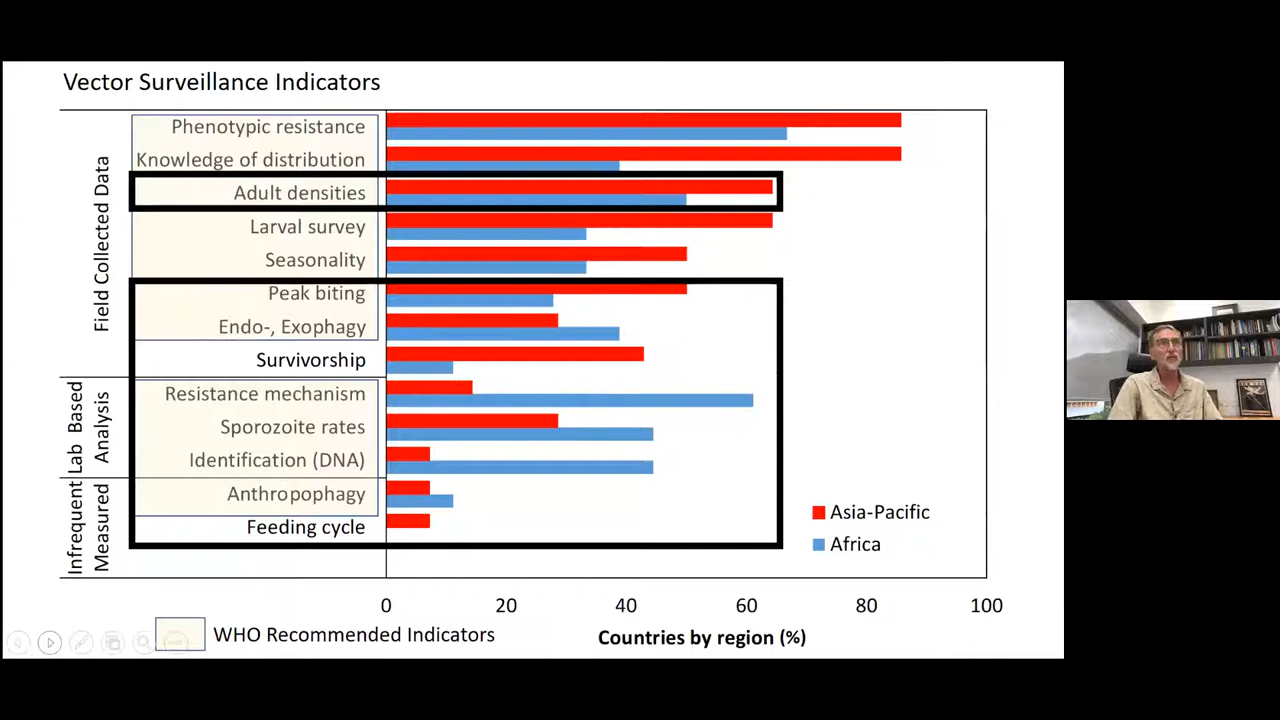 Vector Surveillance Indicators
Field Collected Data
Phenotypic resistance
Knowledge of distribution
Adult densities
Larval survey
Seasonality
Peak biting
Endo-, Exophagy
Survivorship
Lab Based
Analysis
Resistance mechanism
Sporozoite rates
Identification (DNA)
Infrequent
Measured
Anthropophagy
Feeding cycle
Asia-Pacific
Africa
0 20 40 60 80 100
Countries by region (%)
WHO Recommended Indicators